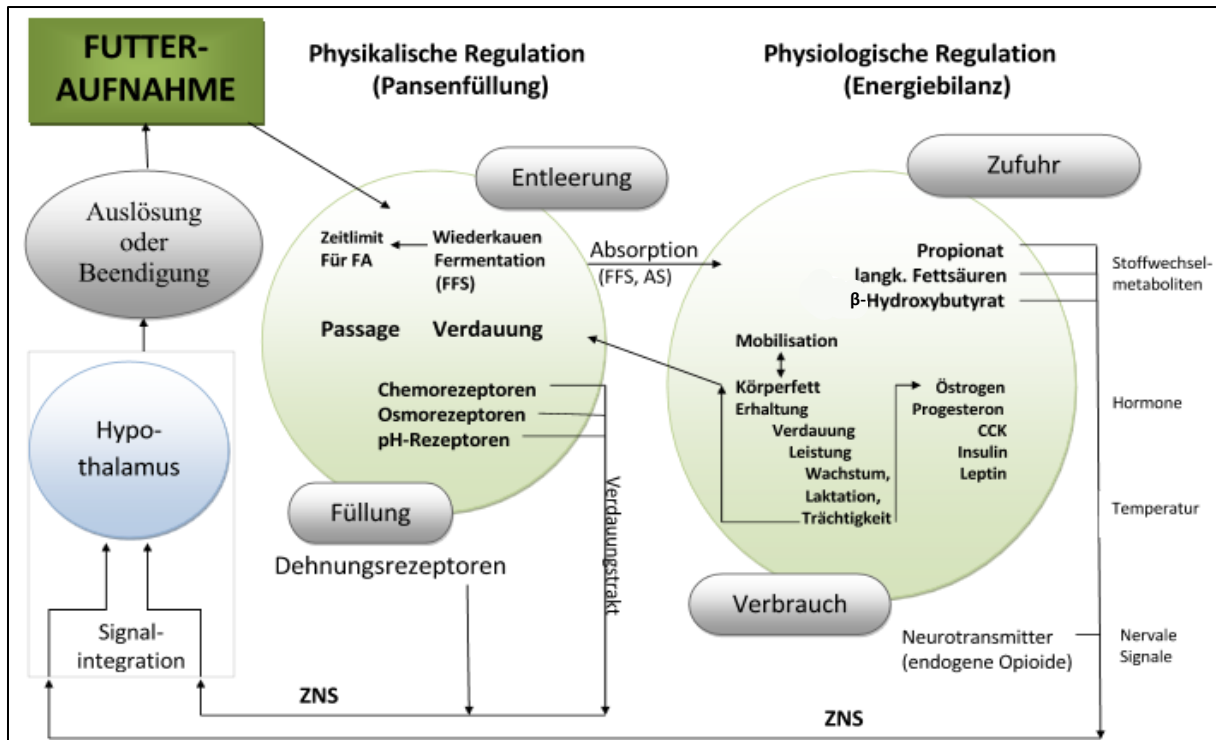 FUTTER-
AUFNAHME
Physikalische Regulation
(Pansenfüllung)
Physiologische Regulation
(Energiebilanz)
Auslösung
oder
Beendigung
Hypo-
thalamus
Signal-
integration
Entleerung
Zeitlimit
Für FA
Wiederkauen
Fermentation
(FFS)
Passage
Verdauung
Chemorezeptoren
Osmorezeptoren
pH-Rezeptoren
Füllung
Dehnungsrezeptoren
Verdauungstrakt
ZNS
Absorption
(FFS, AS)
Zufuhr
Propionat
langk. Fettsäuren
β-Hydroxybutyrat
Mobilisation
Körperfett
Erhaltung
Verdauung
Leistung
Wachstum,
Laktation,
Trächtigkeit
Östrogen
Progesteron
CCK
Insulin
Leptin
Verbrauch
Neurotransmitter
(endogene Opioide)
Stoffwechsel-
metaboliten
Hormone
Temperatur
Nervale
Signale
ZNS